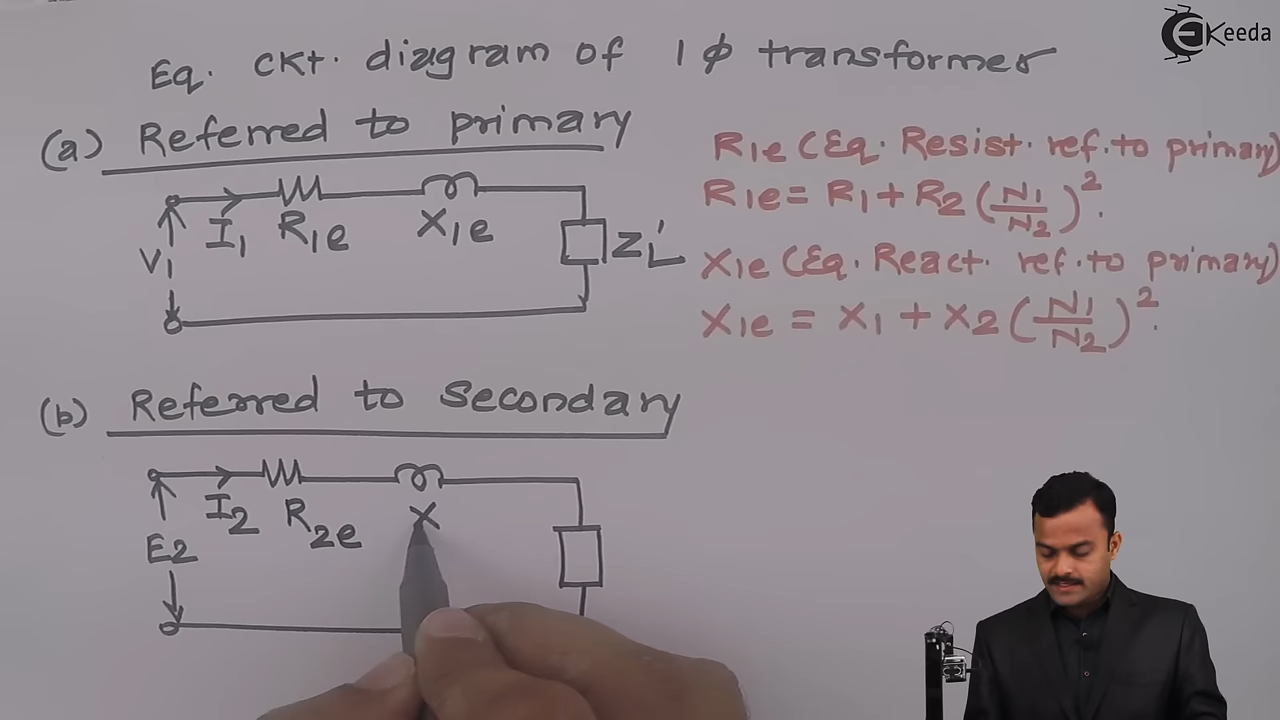 Eq. ckt. diagram of 1 ϕ transformer
EKeeda
(a) Referred to primary
I1 R1e X1e
V1
ZL'
R1e (Eq. Resist. ref. to primary)
R1e = R1 + R2 (N1/N2)².
X1e (Eq. React. ref. to primary)
X1e = X1 + X2 (N1/N2)².
(b) Referred to secondary
I2 R2e X
E2